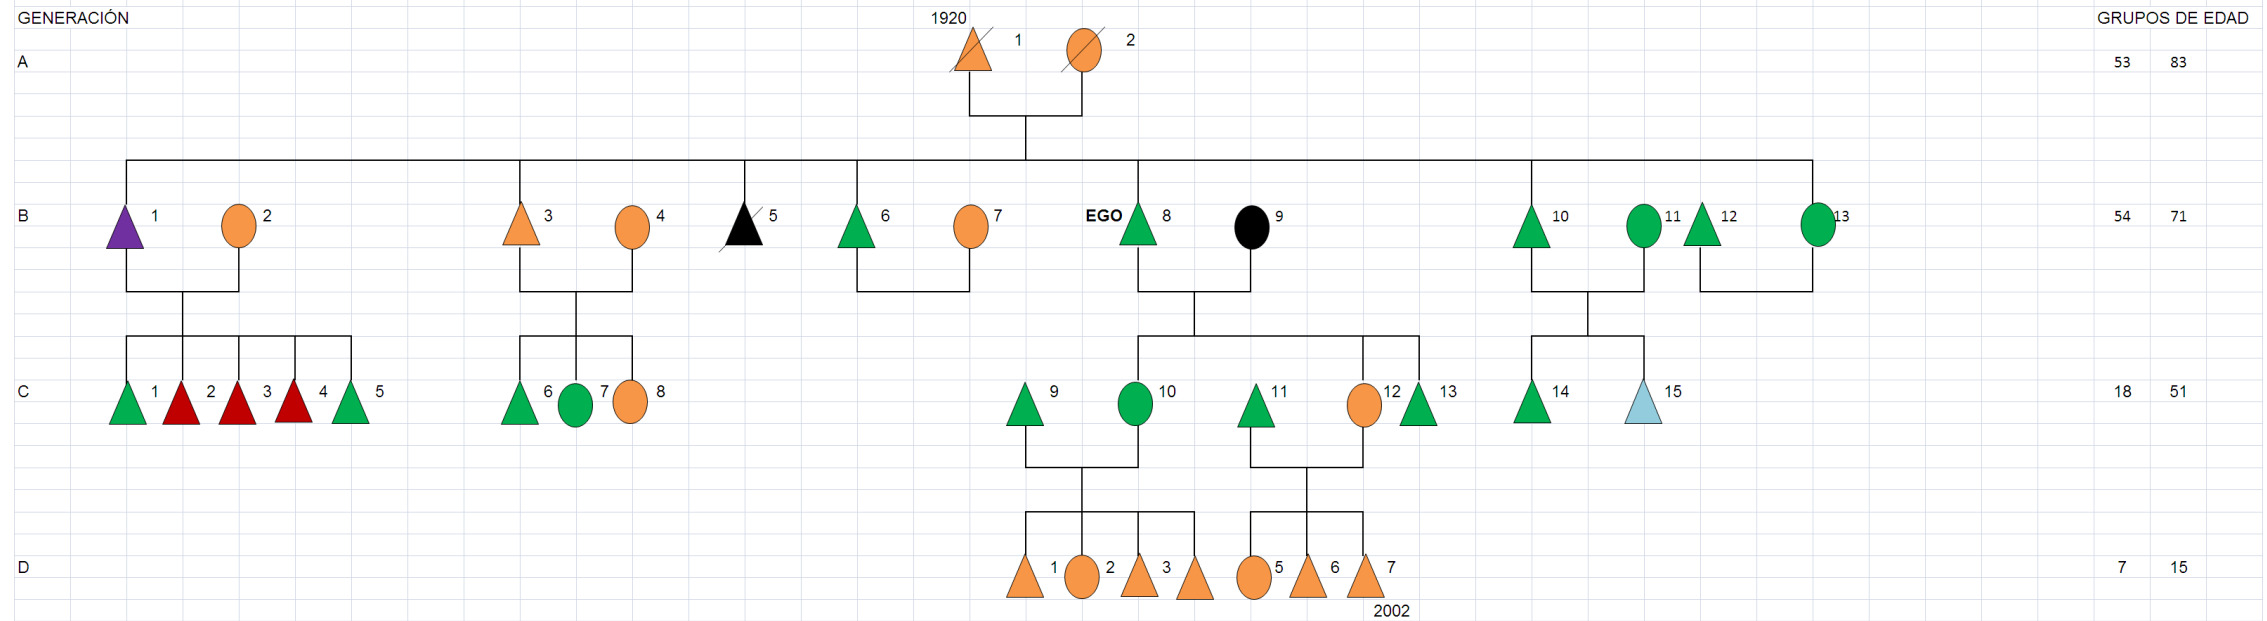 GENERACIÓN 1920 GRUPOS DE EDAD
1 2
A 53 83
B 1 2 3 4 5 6 7 EGO 8 9 10 11 12 13 54 71
C 1 2 3 4 5 6 7 8 9 10 11 12 13 14 15 18 51
D 1 2 3 5 6 7 7 15
2002